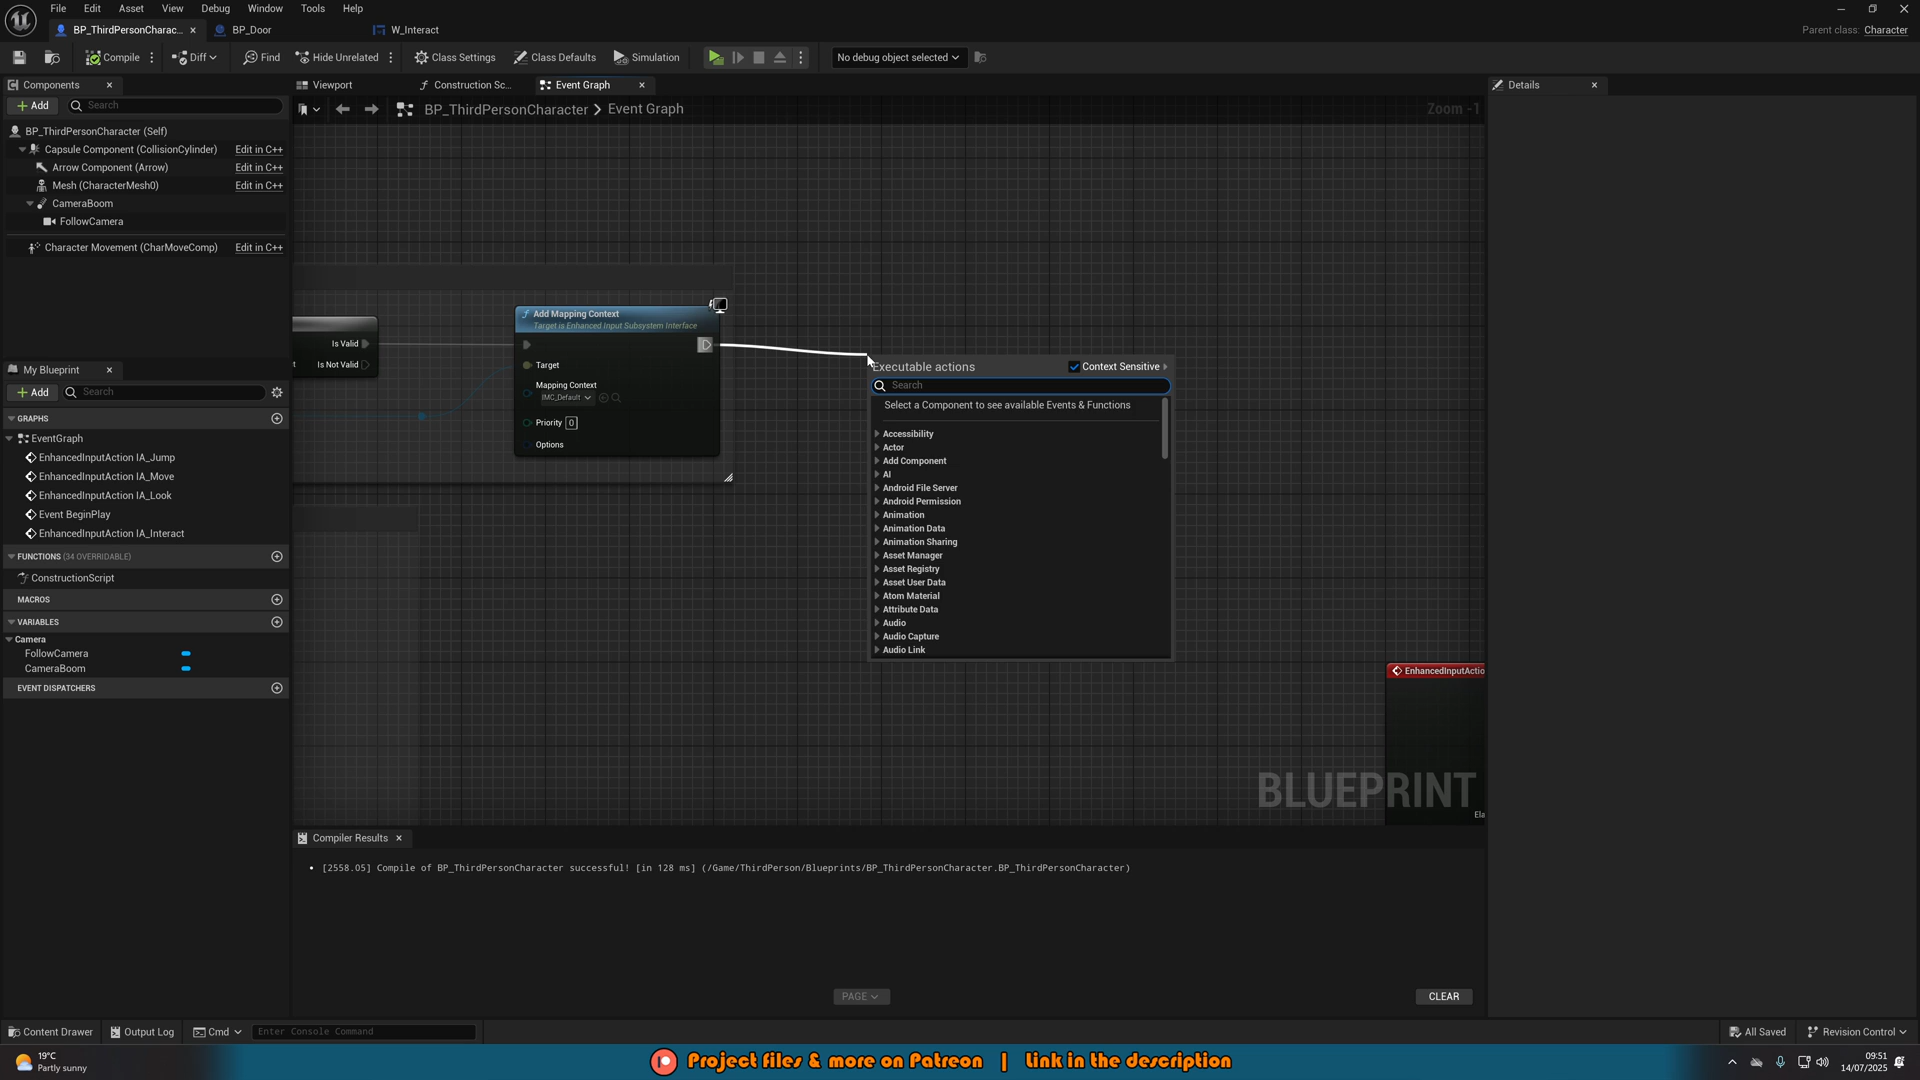 File Edit Asset View Debug Window Tools Help
BP_ThirdPersonCharac... BP_Door W_Interact
Parent class: Character
Compile Diff Find Hide Unrelated Class Settings Class Defaults Simulation No debug object selected
Components
Viewport Construction Sc... Event Graph
Details
Add Search
BP_ThirdPersonCharacter > Event Graph
Zoom -1
BP_ThirdPersonCharacter (Self)
Capsule Component (CollisionCylinder) Edit in C++
Arrow Component (Arrow) Edit in C++
Mesh (CharacterMesh0) Edit in C++
CameraBoom
FollowCamera
Character Movement (CharMoveComp) Edit in C++
My Blueprint
Add Search
GRAPHS
EventGraph
EnhancedInputAction IA_Jump
EnhancedInputAction IA_Move
EnhancedInputAction IA_Look
Event BeginPlay
EnhancedInputAction IA_Interact
FUNCTIONS (34 OVERRIDABLE)
ConstructionScript
MACROS
VARIABLES
Camera
FollowCamera
CameraBoom
EVENT DISPATCHERS
Is Valid
Is Not Valid
Add Mapping Context
Target is Enhanced Input Subsystem Interface
Target
Mapping Context
IMC_Default
Priority 0
Options
Executable actions Context Sensitive
Search
Select a Component to see available Events & Functions
Accessibility
Actor
Add Component
AI
Android File Server
Android Permission
Animation
Animation Data
Animation Sharing
Asset Manager
Asset Registry
Asset User Data
Atom Material
Attribute Data
Audio
Audio Capture
Audio Link
EnhancedInputActio
Ela
BLUEPRINT
Compiler Results
[2558.05] Compile of BP_ThirdPersonCharacter successful! [in 128 ms] (/Game/ThirdPerson/Blueprints/BP_ThirdPersonCharacter.BP_ThirdPersonCharacter)
PAGE
CLEAR
Content Drawer Output Log Cmd Enter Console Command
All Saved Revision Control
19°C
Partly sunny
Project files & more on Patreon | Link in the description
09:51
14/07/2025